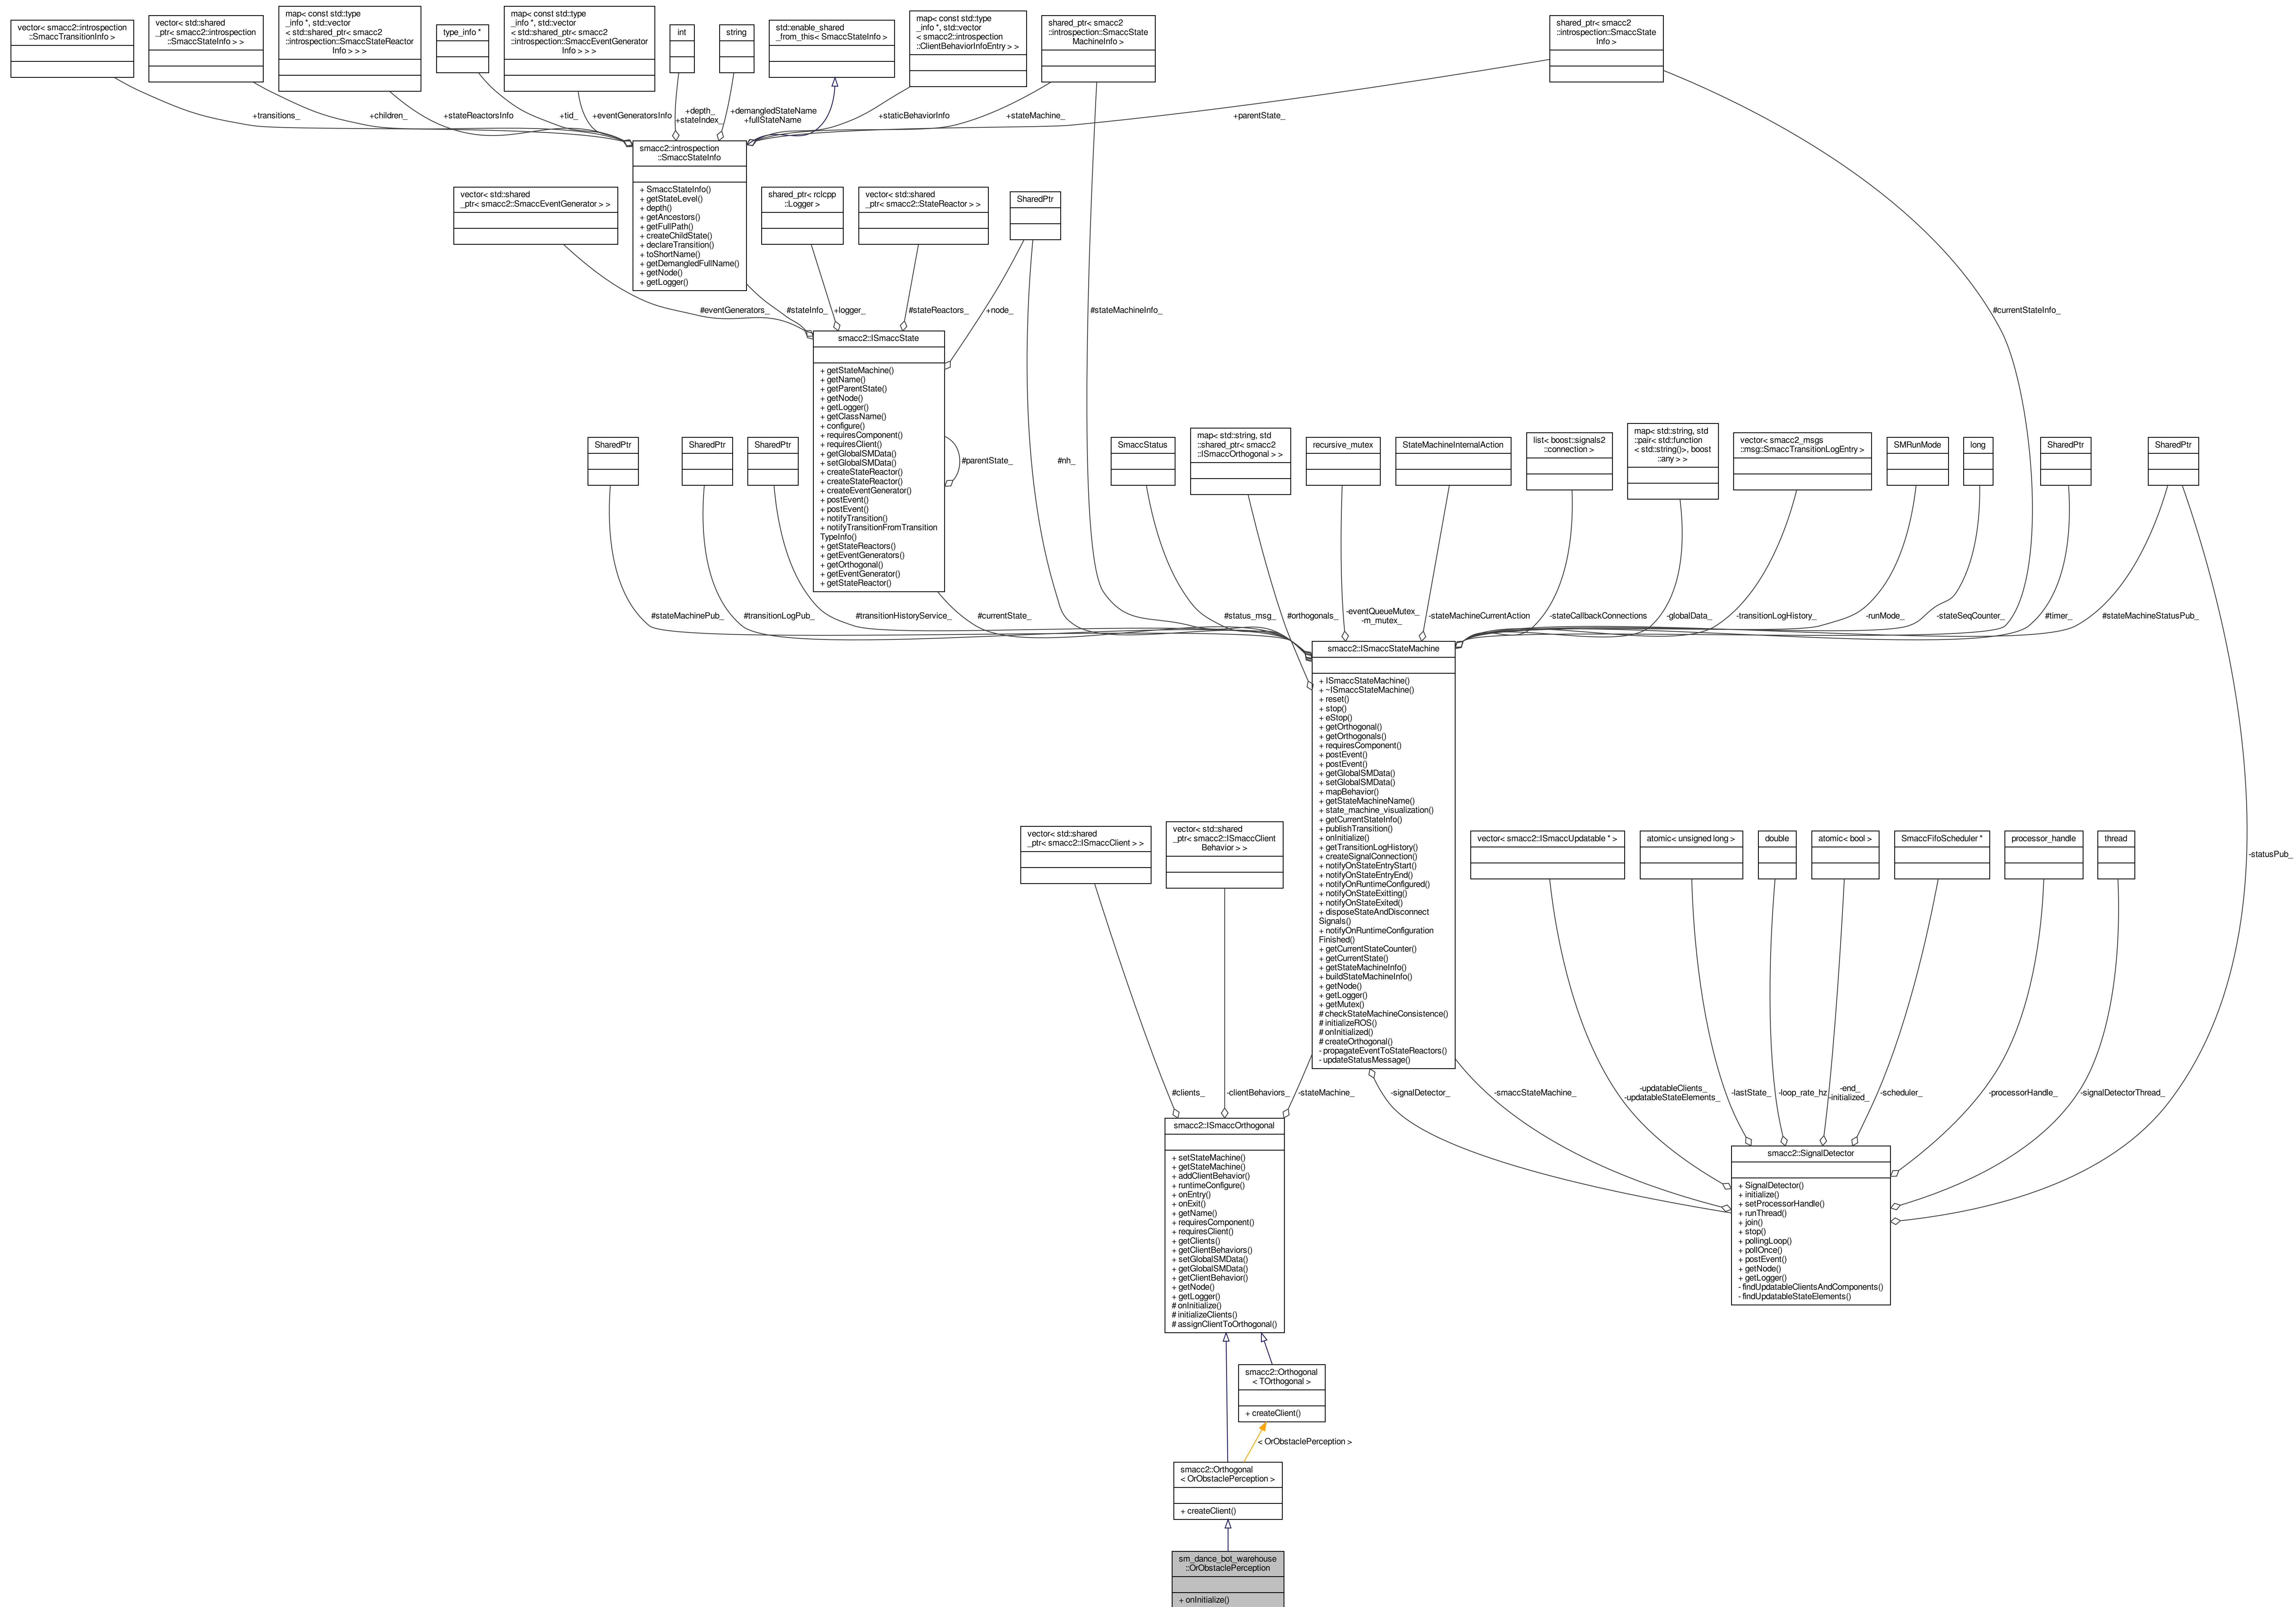 vector< smacc2::introspection
::SmaccTransitionInfo >
vector< std::shared
_ptr< smacc2::introspection
::SmaccStateInfo > >
map< const std::type
_info *, std::vector
< std::shared_ptr< smacc2
::introspection::SmaccStateReactor
Info > > >
type_info *
map< const std::type
_info *, std::vector
< std::shared_ptr< smacc2
::introspection::SmaccEventGenerator
Info > > >
int
string
std::enable_shared
_from_this< SmaccStateInfo >
map< const std::type
_info *, std::vector
< smacc2::introspection
::ClientBehaviorInfoEntry > >
shared_ptr< smacc2
::introspection::SmaccState
MachineInfo >
shared_ptr< smacc2
::introspection::SmaccState
Info >
+transitions_
+children_
+stateReactorsInfo
+tid_
+eventGeneratorsInfo
+depth_
+stateIndex_
+demangledStateName
+fullStateName
+staticBehaviorInfo
+stateMachine_
+parentState_
smacc2::introspection
::SmaccStateInfo
+ SmaccStateInfo()
+ getStateLevel()
+ depth()
+ getAncestors()
+ getFullPath()
+ createChildState()
+ declareTransition()
+ toShortName()
+ getDemangledFullName()
+ getNode()
+ getLogger()
vector< std::shared
_ptr< smacc2::SmaccEventGenerator > >
shared_ptr< rclcpp
::Logger >
vector< std::shared
_ptr< smacc2::StateReactor > >
SharedPtr
#eventGenerators_
#stateInfo_
+logger_
#stateReactors_
+node_
#stateMachineInfo_
#currentStateInfo_
smacc2::ISmaccState
+ getStateMachine()
+ getName()
+ getParentState()
+ getNode()
+ getLogger()
+ getClassName()
+ configure()
+ requiresComponent()
+ requiresClient()
+ getGlobalSMData()
+ setGlobalSMData()
+ createStateReactor()
+ createStateReactor()
+ createEventGenerator()
+ postEvent()
+ postEvent()
+ notifyTransition()
+ notifyTransitionFromTransition
TypeInfo()
+ getStateReactors()
+ getEventGenerators()
+ getOrthogonal()
+ getEventGenerator()
+ getStateReactor()
#parentState_
#nh_
SharedPtr
SharedPtr
SharedPtr
SmaccStatus
map< std::string, std
::shared_ptr< smacc2
::ISmaccOrthogonal > >
recursive_mutex
StateMachineInternalAction
list< boost::signals2
::connection >
map< std::string, std
::pair< std::function
< std::string()>, boost
::any > >
vector< smacc2_msgs
::msg::SmaccTransitionLogEntry >
SMRunMode
long
SharedPtr
SharedPtr
#stateMachinePub_
#transitionLogPub_
#transitionHistoryService_
#currentState_
#status_msg_
#orthogonals_
-eventQueueMutex_
-m_mutex_
-stateMachineCurrentAction
-stateCallbackConnections
-globalData_
-transitionLogHistory_
-runMode_
-stateSeqCounter_
#timer_
#stateMachineStatusPub_
smacc2::ISmaccStateMachine
+ ISmaccStateMachine()
+ ~ISmaccStateMachine()
+ reset()
+ stop()
+ eStop()
+ getOrthogonal()
+ getOrthogonals()
+ requiresComponent()
+ postEvent()
+ postEvent()
+ getGlobalSMData()
+ setGlobalSMData()
+ mapBehavior()
+ getStateMachineName()
+ state_machine_visualization()
+ getCurrentStateInfo()
+ publishTransition()
+ onInitialize()
+ getTransitionLogHistory()
+ createSignalConnection()
+ notifyOnStateEntryStart()
+ notifyOnStateEntryEnd()
+ notifyOnRuntimeConfigured()
+ notifyOnStateExitting()
+ notifyOnStateExited()
+ disposeStateAndDisconnect
Signals()
+ notifyOnRuntimeConfiguration
Finished()
+ getCurrentStateCounter()
+ getCurrentState()
+ getStateMachineInfo()
+ buildStateMachineInfo()
+ getNode()
+ getLogger()
+ getMutex()
# checkStateMachineConsistence()
# initializeROS()
# onInitialized()
# createOrthogonal()
- propagateEventToStateReactors()
- updateStatusMessage()
vector< std::shared
_ptr< smacc2::ISmaccClient > >
vector< std::shared
_ptr< smacc2::ISmaccClient
Behavior > >
vector< smacc2::ISmaccUpdatable * >
atomic< unsigned long >
double
atomic< bool >
SmaccFifoScheduler *
processor_handle
thread
-statusPub_
#clients_
-clientBehaviors_
-stateMachine_
-signalDetector_
-smaccStateMachine_
-updatableClients_
-updatableStateElements_
-lastState_
-loop_rate_hz
-end_
-initialized_
-scheduler_
-processorHandle_
-signalDetectorThread_
smacc2::ISmaccOrthogonal
+ setStateMachine()
+ getStateMachine()
+ addClientBehavior()
+ runtimeConfigure()
+ onEntry()
+ onExit()
+ getName()
+ requiresComponent()
+ requiresClient()
+ getClients()
+ getClientBehaviors()
+ setGlobalSMData()
+ getGlobalSMData()
+ getClientBehavior()
+ getNode()
+ getLogger()
# onInitialize()
# initializeClients()
# assignClientToOrthogonal()
smacc2::SignalDetector
+ SignalDetector()
+ initialize()
+ setProcessorHandle()
+ runThread()
+ join()
+ stop()
+ pollingLoop()
+ pollOnce()
+ postEvent()
+ getNode()
+ getLogger()
- findUpdatableClientsAndComponents()
- findUpdatableStateElements()
smacc2::Orthogonal
< TOrthogonal >
+ createClient()
< OrObstaclePerception >
smacc2::Orthogonal
< OrObstaclePerception >
+ createClient()
sm_dance_bot_warehouse
::OrObstaclePerception
+ onInitialize()